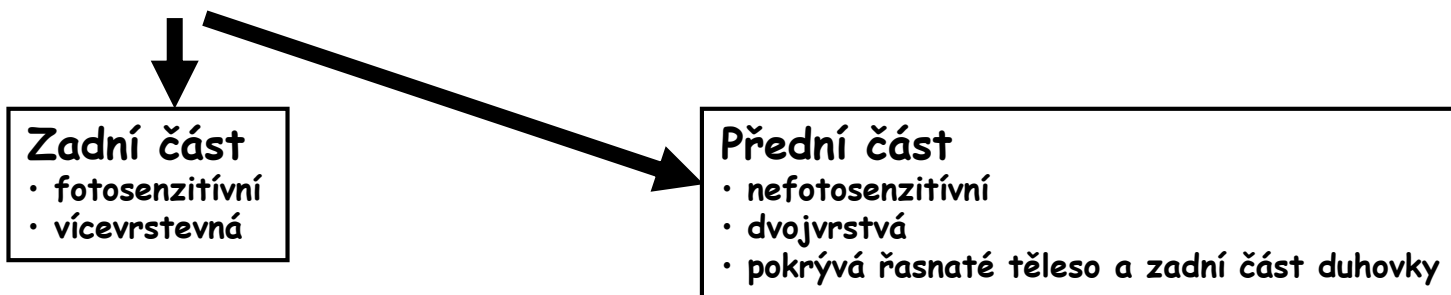 Zadní část
• fotosenzitívní
• vícevrstevná
Přední část
• nefotosenzitívní
• dvojvrstvá
• pokrývá řasnaté těleso a zadní část duhovky